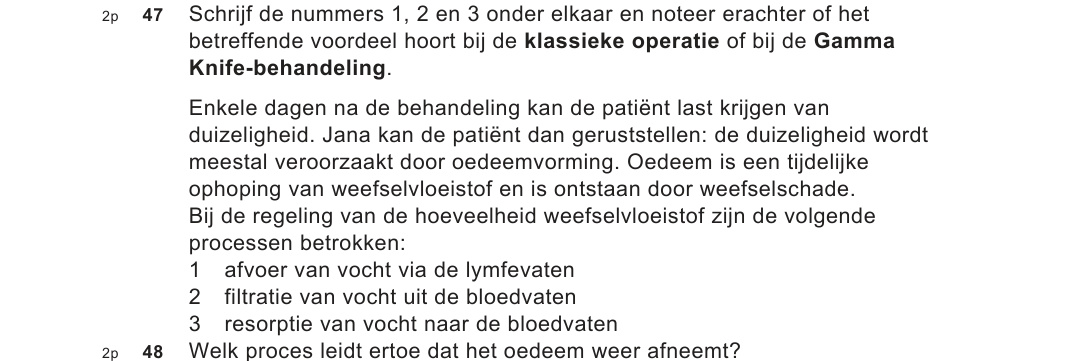 2p 47 Schrijf de nummers 1, 2 en 3 onder elkaar en noteer erachter of het
betreffende voordeel hoort bij de klassieke operatie of bij de Gamma
Knife-behandeling.
Enkele dagen na de behandeling kan de patiënt last krijgen van
duizeligheid. Jana kan de patiënt dan geruststellen: de duizeligheid wordt
meestal veroorzaakt door oedeemvorming. Oedeem is een tijdelijke
ophoping van weefselvloeistof en is ontstaan door weefselschade.
Bij de regeling van de hoeveelheid weefselvloeistof zijn de volgende
processen betrokken:
1 afvoer van vocht via de lymfevaten
2 filtratie van vocht uit de bloedvaten
3 resorptie van vocht naar de bloedvaten
2p 48 Welk proces leidt ertoe dat het oedeem weer afneemt?